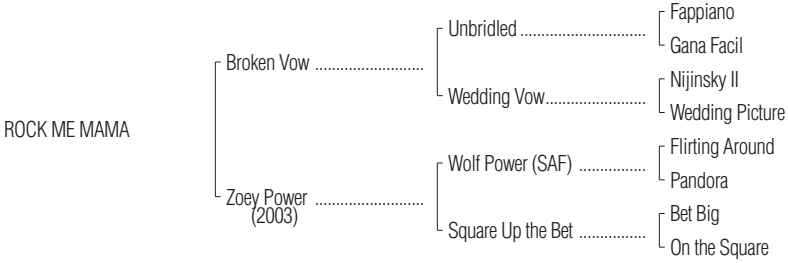 Fappiano
Unbridled ..............................
Gana Facil
Broken Vow ..........................
Nijinsky II
Wedding Vow........................
Wedding Picture
ROCK ME MAMA
Flirting Around
Wolf Power (SAF) ................
Pandora
Zoey Power ..........................
(2003)
Bet Big
Square Up the Bet ................
On the Square